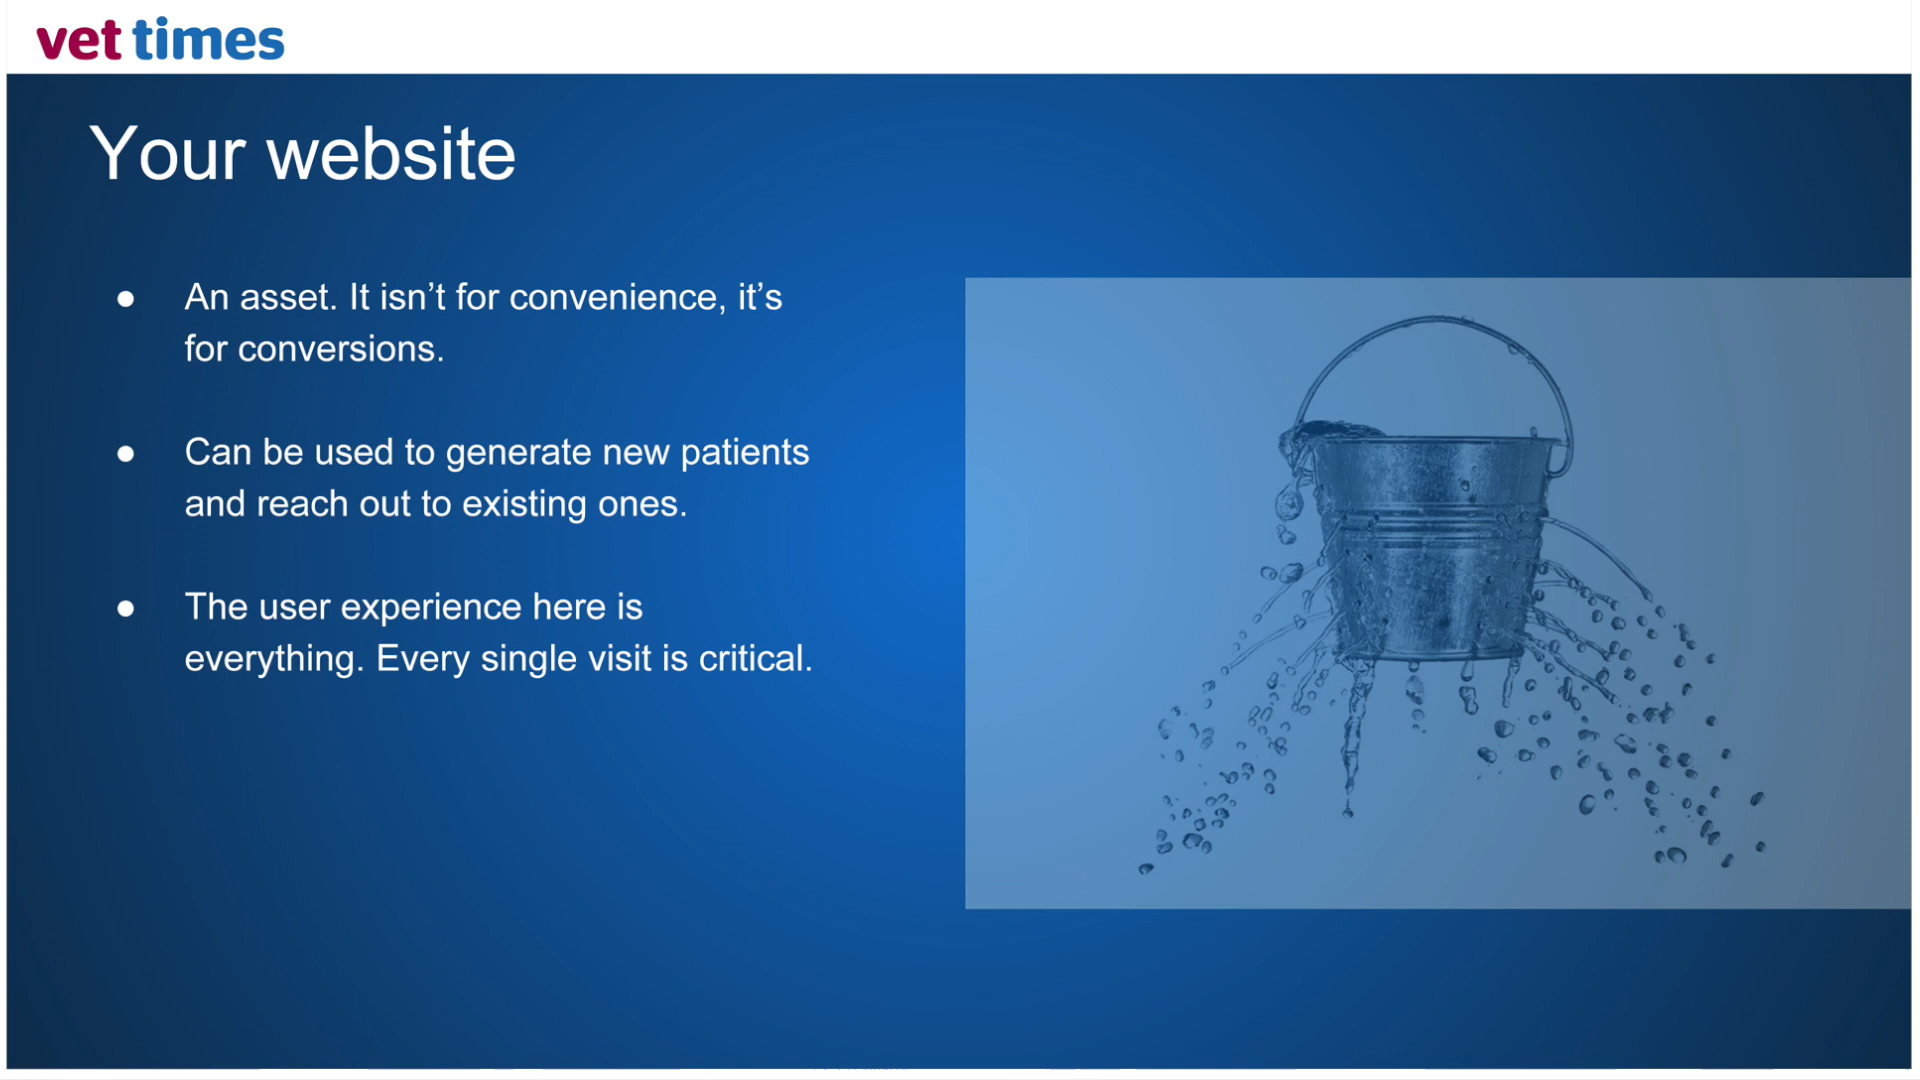 vet times
Your website
● An asset. It isn’t for convenience, it’s
for conversions.
● Can be used to generate new patients
and reach out to existing ones.
● The user experience here is
everything. Every single visit is critical.